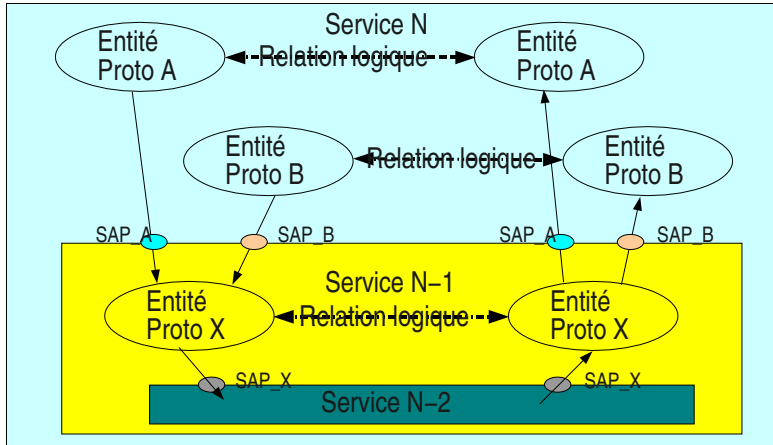 Service N
Entité
Proto A
Relation logique
Entité
Proto A
Entité
Proto B
Relation logique
Entité
Proto B
SAP_A
SAP_B
SAP_A
SAP_B
Service N-1
Entité
Proto X
Relation logique
Entité
Proto X
SAP_X
SAP_X
Service N-2